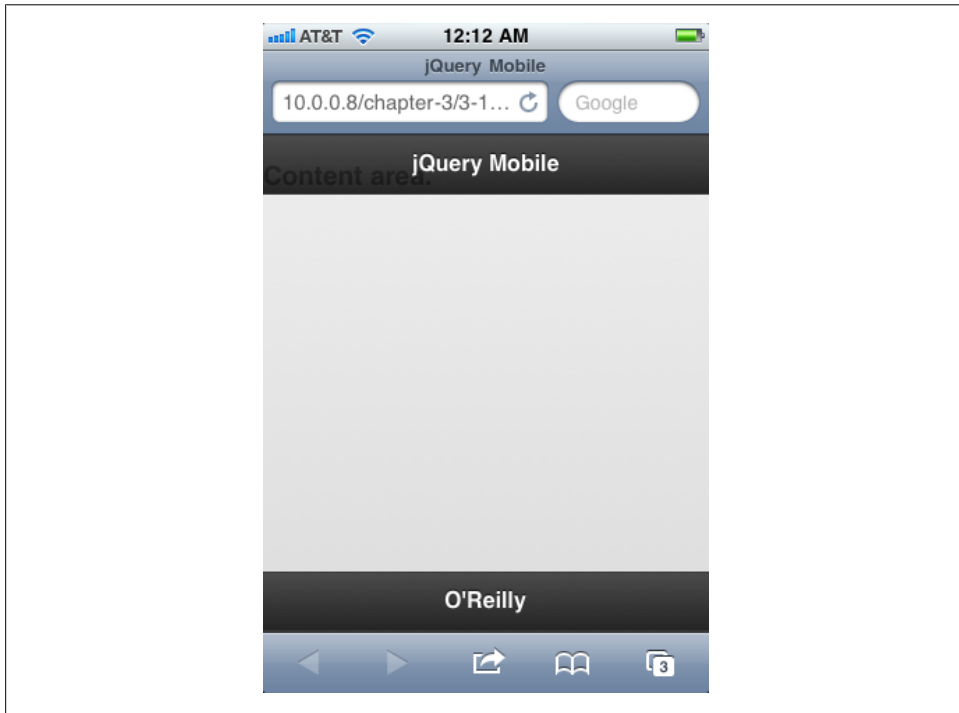 AT&T 12:12 AM
jQuery Mobile
10.0.0.8/chapter-3/3-1... Google
jQuery Mobile
Content area.
O'Reilly
3